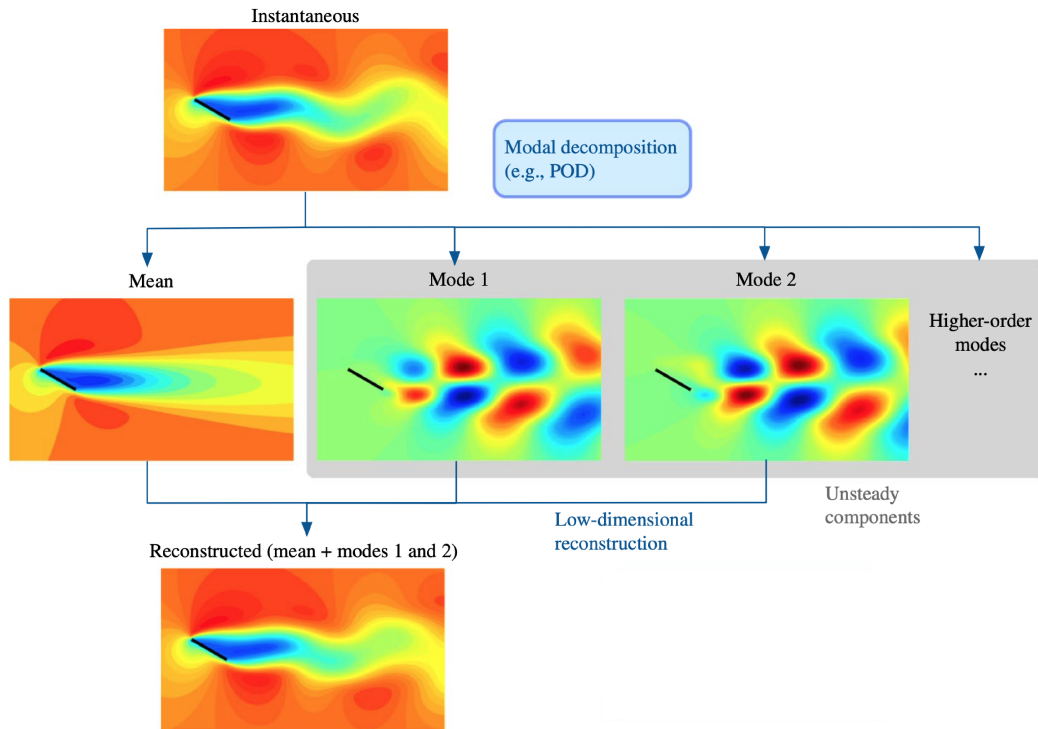 Instantaneous
Modal decomposition
(e.g., POD)
Mean
Mode 1
Mode 2
Higher-order
modes
...
Unsteady
components
Low-dimensional
reconstruction
Reconstructed (mean + modes 1 and 2)